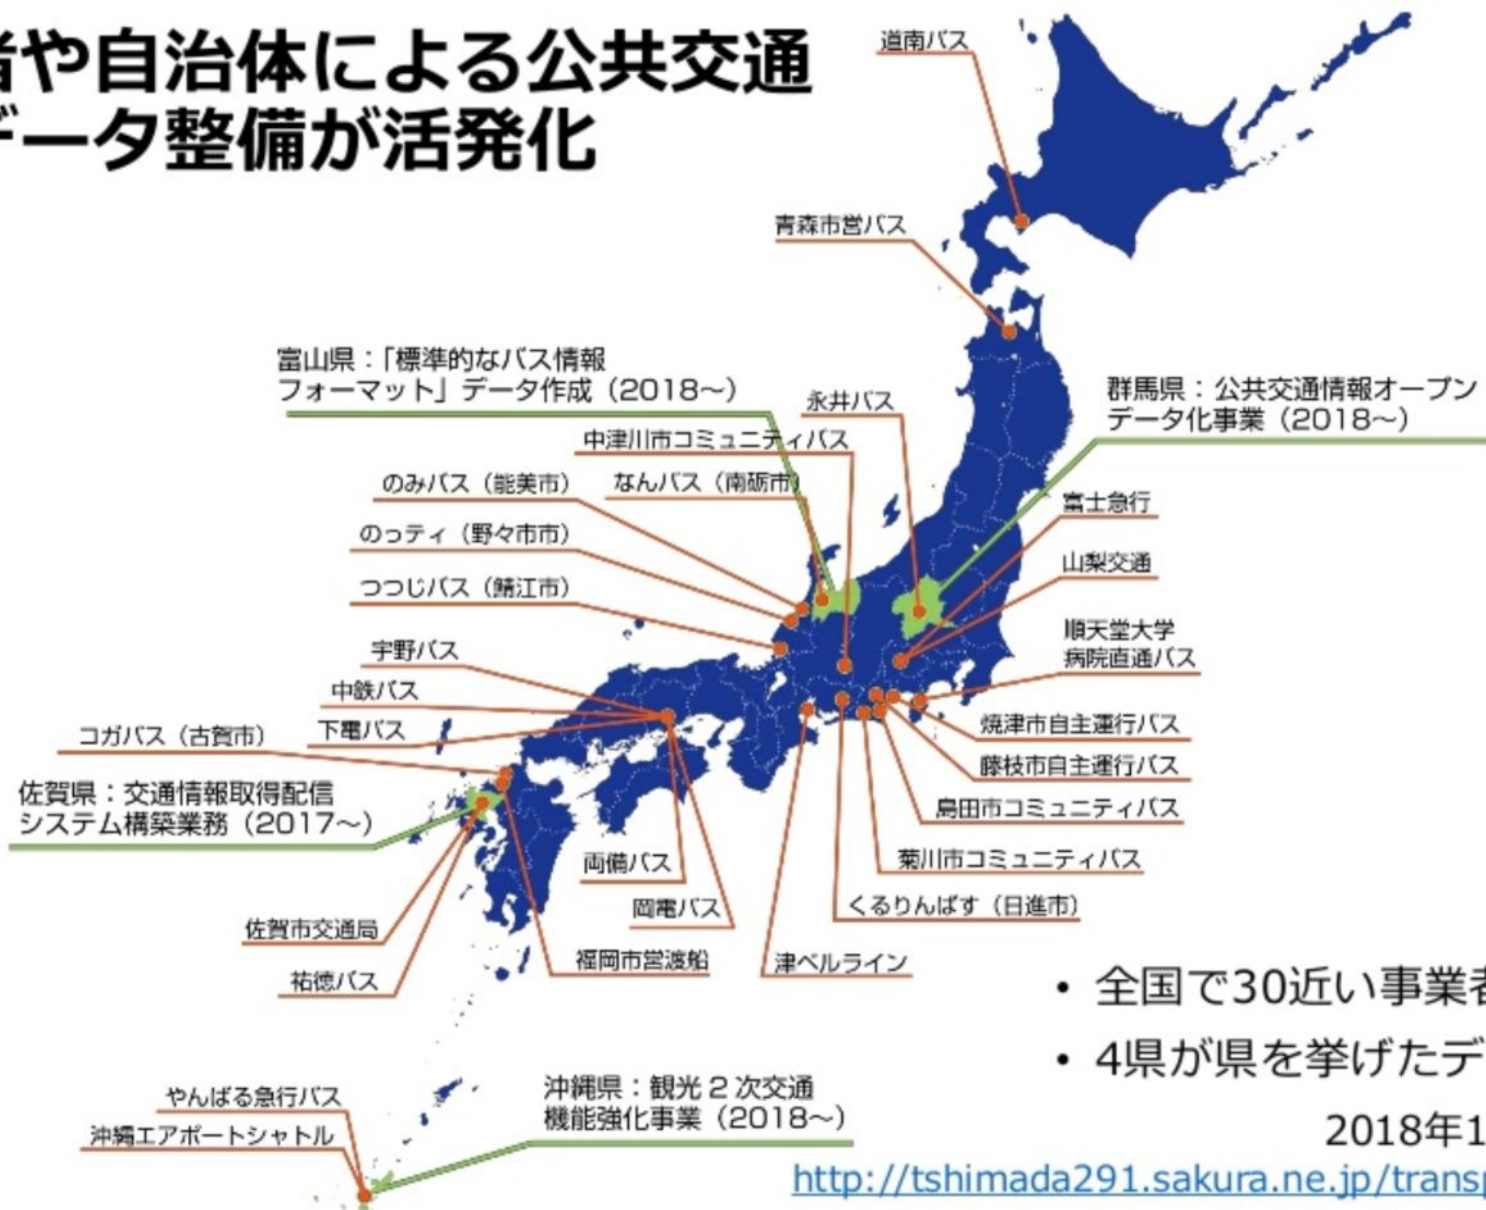 者や自治体による公共交通
データ整備が活発化
道南バス
青森市営バス
富山県：「標準的なバス情報
フォーマット」データ作成（2018～）
永井バス
群馬県：公共交通情報オープン
データ化事業（2018～）
中津川市コミュニティバス
のみバス（能美市）
なんバス（南砺市）
富士急行
のっティ（野々市市）
山梨交通
つつじバス（鯖江市）
順天堂大学
病院直通バス
宇野バス
中鉄バス
下電バス
コガバス（古賀市）
焼津市自主運行バス
藤枝市自主運行バス
佐賀県：交通情報取得配信
システム構築業務（2017～）
島田市コミュニティバス
両備バス
菊川市コミュニティバス
岡電バス
くるりんばす（日進市）
佐賀市交通局
福岡市営渡船
津ベルライン
祐徳バス
• 全国で30近い事業者
• 4県が県を挙げたデ
やんばる急行バス
沖縄県：観光２次交通
機能強化事業（2018～）
沖縄エアポートシャトル
2018年1
http://tshimada291.sakura.ne.jp/transp